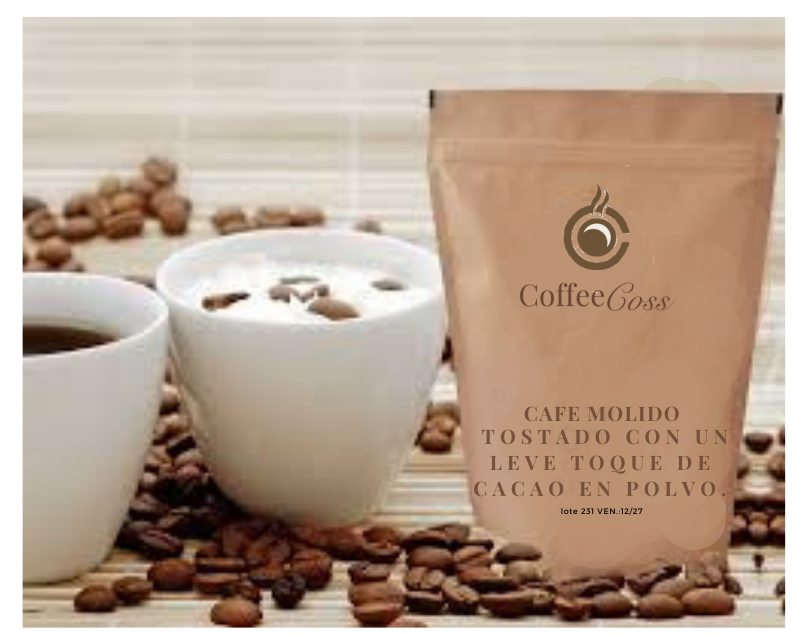 CoffeeCoss
CAFE MOLIDO
TOSTADO CON UN
LEVE TOQUE DE
CACAO EN POLVO.
lote 231 VEN.:12/27